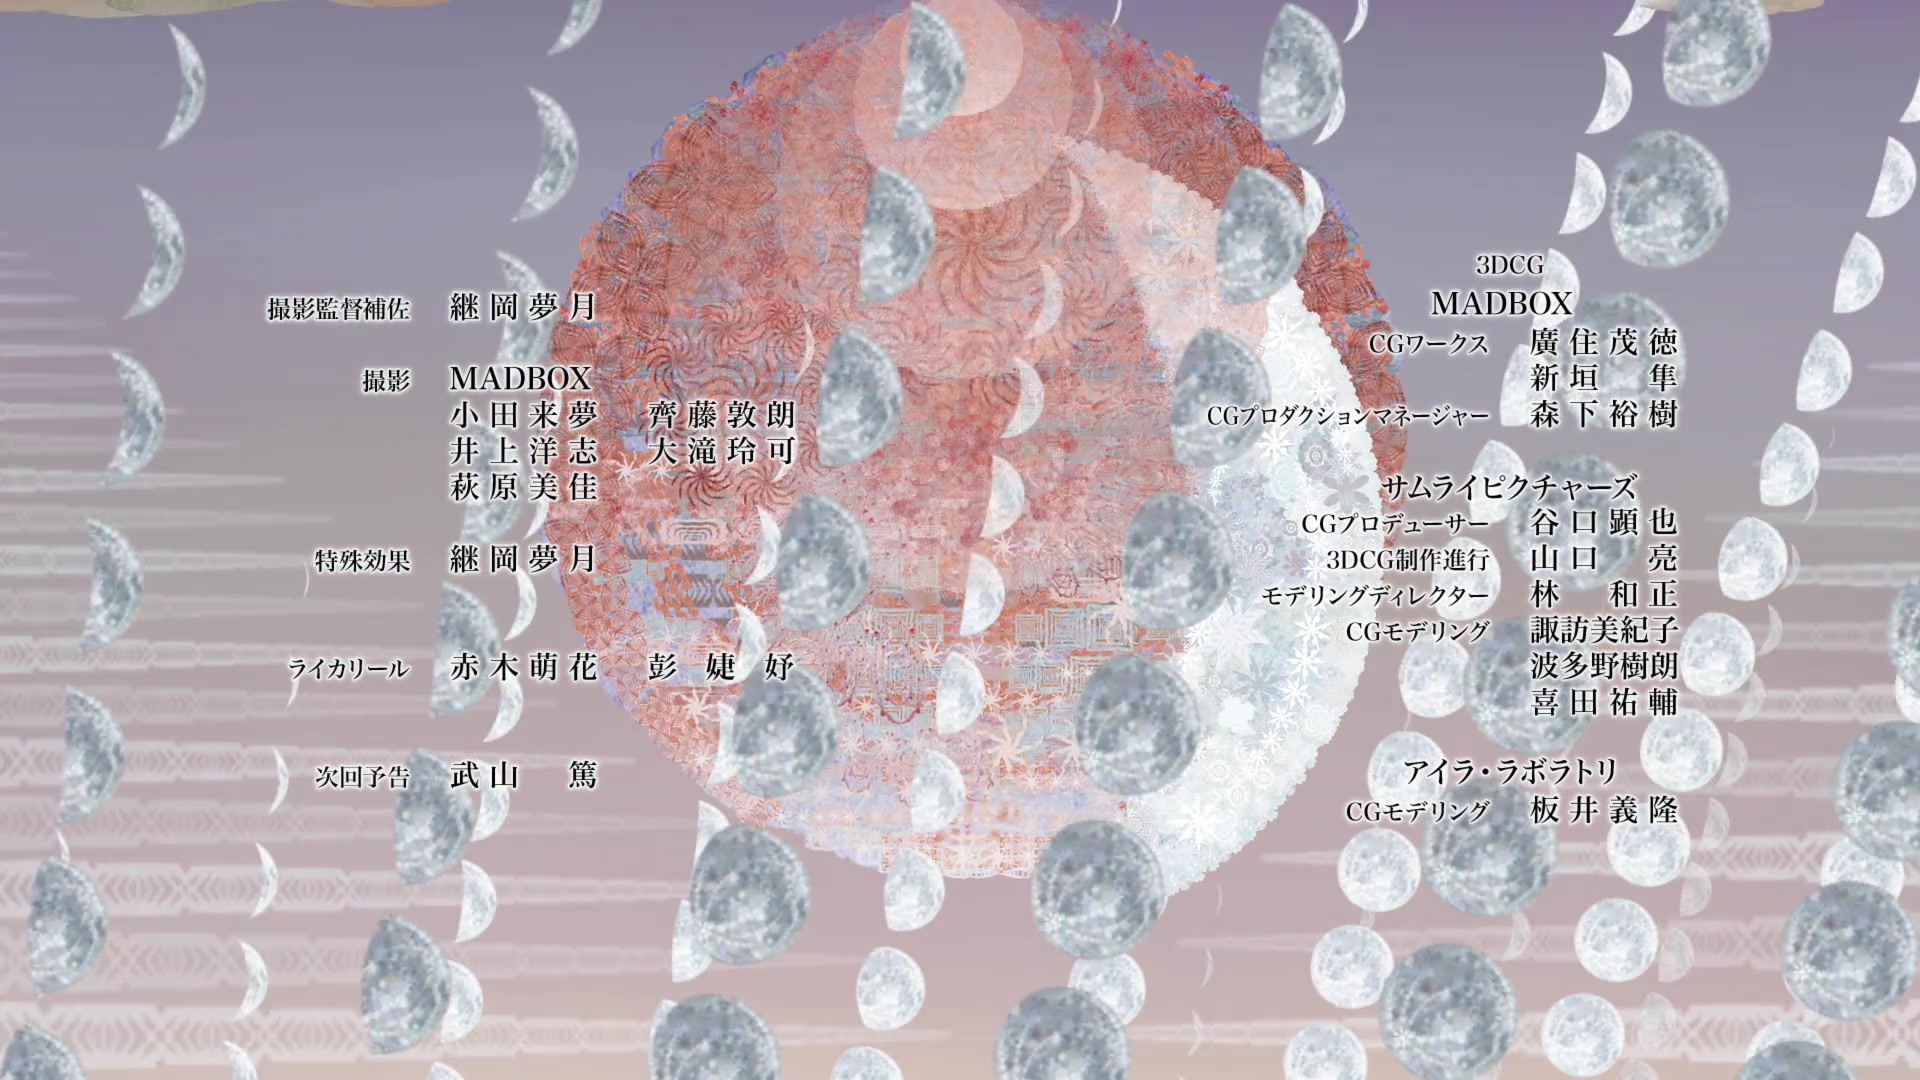 撮影監督補佐 継岡夢月
撮影 MADBOX
小田来夢 齊藤敦朗
井上洋志 大滝玲可
萩原美佳
特殊効果 継岡夢月
ライカリール 赤木萌花 彭婕妤
次回予告 武山篤
3DCG
MADBOX
CGワークス 廣住茂徳
新垣隼
CGプロダクションマネージャー 森下裕樹
サムライピクチャーズ
CGプロデューサー 谷口顕也
3DCG制作進行 山口亮
モデリングディレクター 林和正
CGモデリング 諏訪美紀子
波多野樹朗
喜田祐輔
アイラ・ラボラトリ
CGモデリング 板井義隆